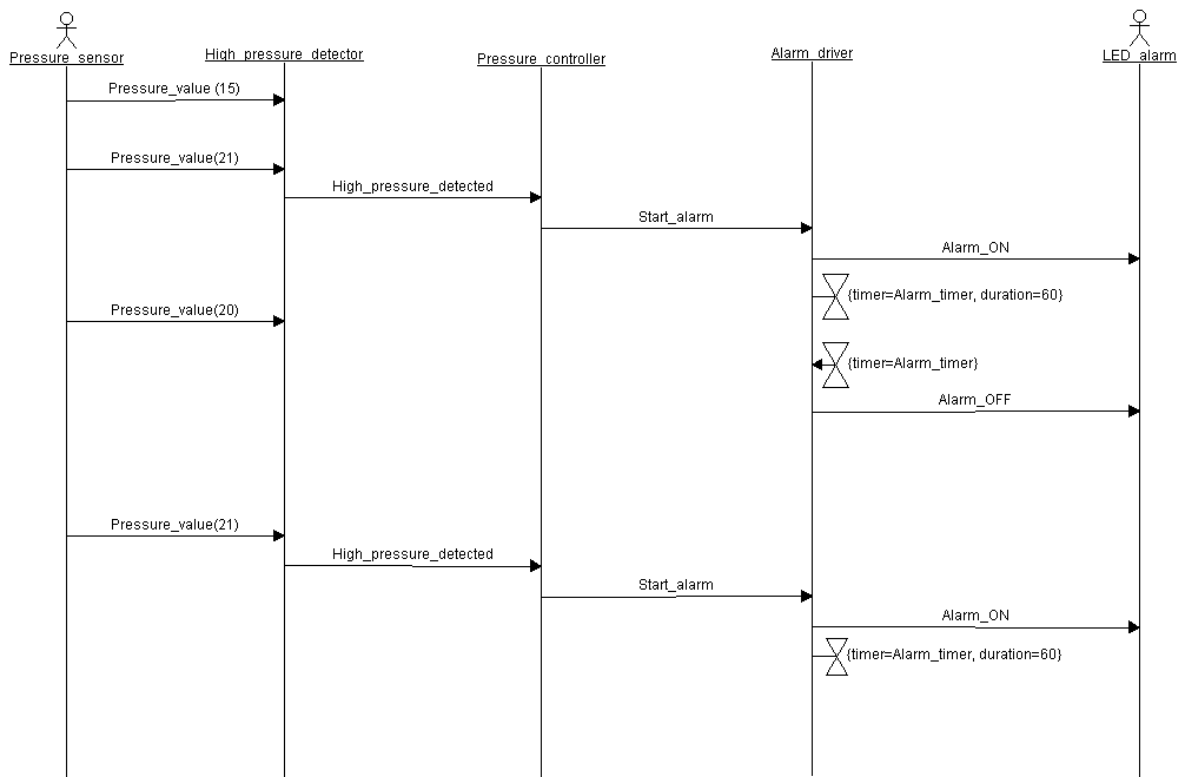 Pressure_sensor
High_pressure_detector
Pressure_controller
Alarm_driver
LED_alarm
Pressure_value (15)
Pressure_value(21)
High_pressure_detected
Start_alarm
Alarm_ON
{timer=Alarm_timer, duration=60}
Pressure_value(20)
{timer=Alarm_timer}
Alarm_OFF
Pressure_value(21)
High_pressure_detected
Start_alarm
Alarm_ON
{timer=Alarm_timer, duration=60}